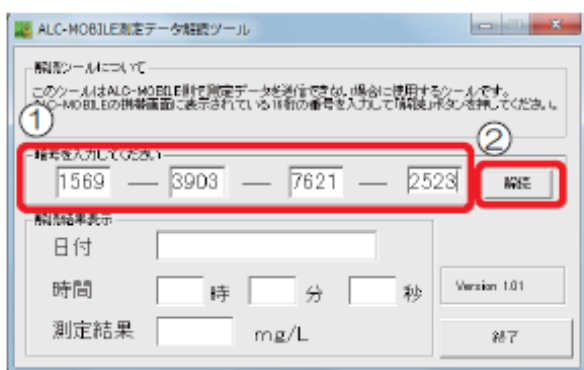 ALC-MOBILE測定データ解読ツール
解読ツールについて
このツールはALC-MOBILE側で測定データを送信できない場合に使用するツールです。
ALC-MOBILEの携帯画面に表示されている16桁の番号を入力して「解読」ボタンを押してください。
①
②
暗号を入力してください
1569 — 3903 — 7621 — 2523 解読
解読結果表示
日付
時間 時 分 秒
Version 1.01
測定結果 mg/L
終了